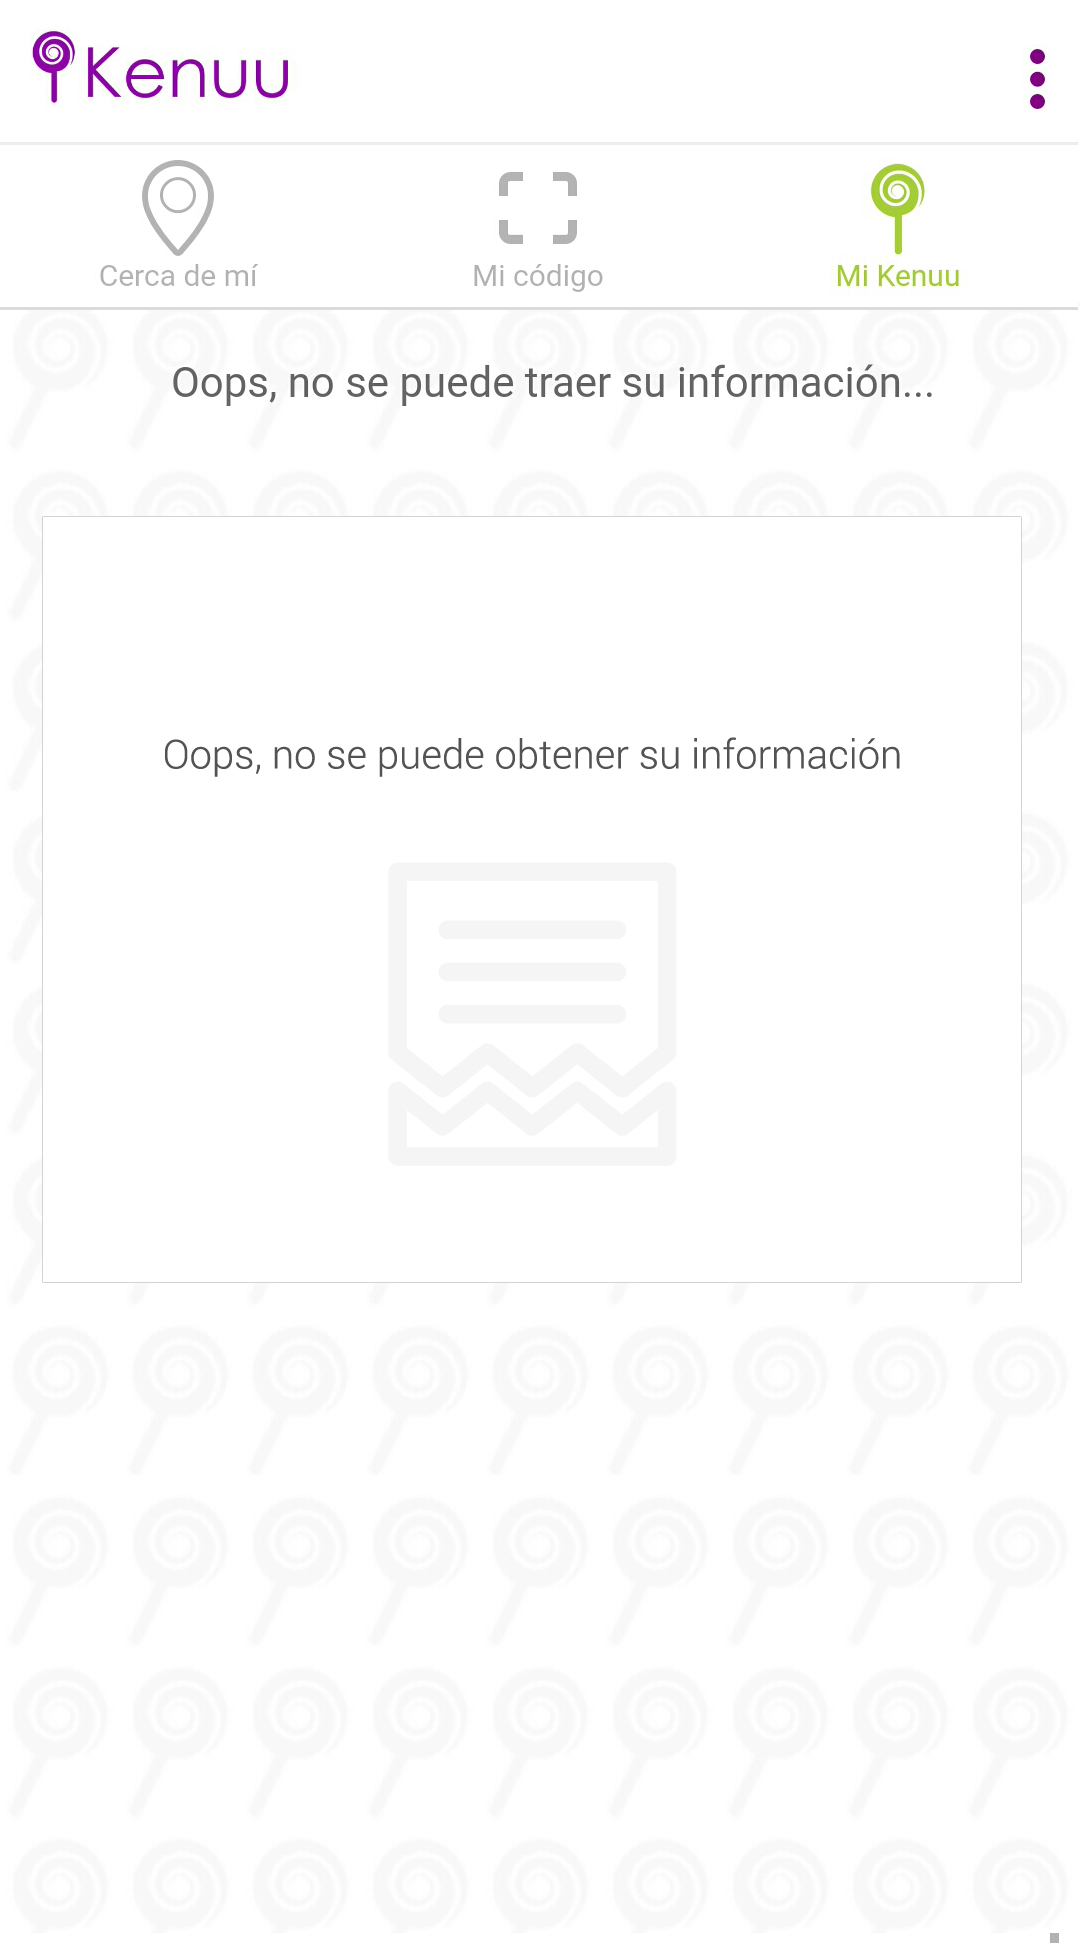 Kenuu
Cerca de mí
Mi código
Mi Kenuu
Oops, no se puede traer su información...
Oops, no se puede obtener su información